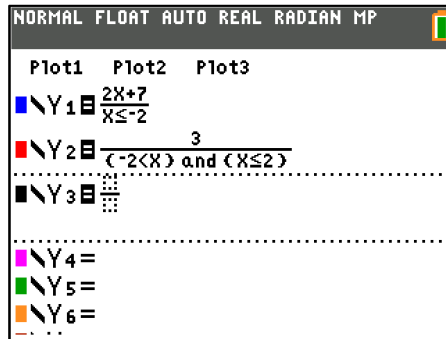 NORMAL FLOAT AUTO REAL RADIAN MP
Plot1 Plot2 Plot3
\Y1=2X+7
X≤-2
\Y2=3
(-2<X) and (X≤2)
\Y3=
\Y4=
\Y5=
\Y6=